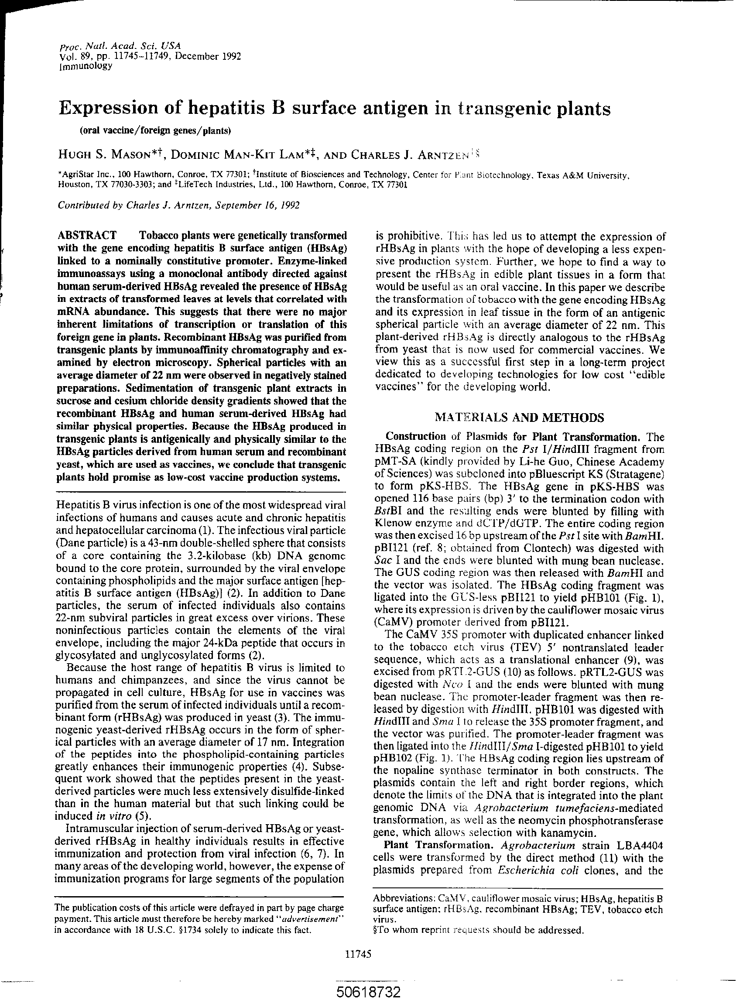 Proc. Natl. Acad. Sci. USA
Vol. 89, pp. 11745-11749, December 1992
Immunology
Expression of hepatitis B surface antigen in transgenic plants
(oral vaccine/foreign genes/plants)
HUGH S. MASON*†, DOMINIC MAN-KIT LAM*‡, AND CHARLES J. ARNTZEN†§
*AgriStar Inc., 100 Hawthorn, Conroe, TX 77301; †Institute of Biosciences and Technology, Center for Plant Biotechnology, Texas A&M University,
Houston, TX 77030-3303; and ‡LifeTech Industries, Ltd., 100 Hawthorn, Conroe, TX 77301
Contributed by Charles J. Arntzen, September 16, 1992
ABSTRACT Tobacco plants were genetically transformed
with the gene encoding hepatitis B surface antigen (HBsAg)
linked to a nominally constitutive promoter. Enzyme-linked
immunoassays using a monoclonal antibody directed against
human serum-derived HBsAg revealed the presence of HBsAg
in extracts of transformed leaves at levels that correlated with
mRNA abundance. This suggests that there were no major
inherent limitations of transcription or translation of this
foreign gene in plants. Recombinant HBsAg was purified from
transgenic plants by immunoaffinity chromatography and ex-
amined by electron microscopy. Spherical particles with an
average diameter of 22 nm were observed in negatively stained
preparations. Sedimentation of transgenic plant extracts in
sucrose and cesium chloride density gradients showed that the
recombinant HBsAg and human serum-derived HBsAg had
similar physical properties. Because the HBsAg produced in
transgenic plants is antigenically and physically similar to the
HBsAg particles derived from human serum and recombinant
yeast, which are used as vaccines, we conclude that transgenic
plants hold promise as low-cost vaccine production systems.
Hepatitis B virus infection is one of the most widespread viral
infections of humans and causes acute and chronic hepatitis
and hepatocellular carcinoma (1). The infectious viral particle
(Dane particle) is a 43-nm double-shelled sphere that consists
of a core containing the 3.2-kilobase (kb) DNA genome
bound to the core protein, surrounded by the viral envelope
containing phospholipids and the major surface antigen [hep-
atitis B surface antigen (HBsAg)] (2). In addition to Dane
particles, the serum of infected individuals also contains
22-nm subviral particles in great excess over virions. These
noninfectious particles contain the elements of the viral
envelope, including the major 24-kDa peptide that occurs in
glycosylated and unglycosylated forms (2).
Because the host range of hepatitis B virus is limited to
humans and chimpanzees, and since the virus cannot be
propagated in cell culture, HBsAg for use in vaccines was
purified from the serum of infected individuals until a recom-
binant form (rHBsAg) was produced in yeast (3). The immu-
nogenic yeast-derived rHBsAg occurs in the form of spher-
ical particles with an average diameter of 17 nm. Integration
of the peptides into the phospholipid-containing particles
greatly enhances their immunogenic properties (4). Subse-
quent work showed that the peptides present in the yeast-
derived particles were much less extensively disulfide-linked
than in the human material but that such linking could be
induced in vitro (5).
Intramuscular injection of serum-derived HBsAg or yeast-
derived rHBsAg in healthy individuals results in effective
immunization and protection from viral infection (6, 7). In
many areas of the developing world, however, the expense of
immunization programs for large segments of the population
The publication costs of this article were defrayed in part by page charge
payment. This article must therefore be hereby marked "advertisement"
in accordance with 18 U.S.C. §1734 solely to indicate this fact.
is prohibitive. This has led us to attempt the expression of
rHBsAg in plants with the hope of developing a less expen-
sive production system. Further, we hope to find a way to
present the rHBsAg in edible plant tissues in a form that
would be useful as an oral vaccine. In this paper we describe
the transformation of tobacco with the gene encoding HBsAg
and its expression in leaf tissue in the form of an antigenic
spherical particle with an average diameter of 22 nm. This
plant-derived rHBsAg is directly analogous to the rHBsAg
from yeast that is now used for commercial vaccines. We
view this as a successful first step in a long-term project
dedicated to developing technologies for low cost "edible
vaccines" for the developing world.
MATERIALS AND METHODS
Construction of Plasmids for Plant Transformation. The
HBsAg coding region on the Pst I/HindIII fragment from
pMT-SA (kindly provided by Li-he Guo, Chinese Academy
of Sciences) was subcloned into pBluescript KS (Stratagene)
to form pKS-HBS. The HBsAg gene in pKS-HBS was
opened 116 base pairs (bp) 3' to the termination codon with
BstBI and the resulting ends were blunted by filling with
Klenow enzyme and dCTP/dGTP. The entire coding region
was then excised 16 bp upstream of the Pst I site with BamHI.
pBI121 (ref. 8; obtained from Clontech) was digested with
Sac I and the ends were blunted with mung bean nuclease.
The GUS coding region was then released with BamHI and
the vector was isolated. The HBsAg coding fragment was
ligated into the GUS-less pBI121 to yield pHB101 (Fig. 1),
where its expression is driven by the cauliflower mosaic virus
(CaMV) promoter derived from pBI121.
The CaMV 35S promoter with duplicated enhancer linked
to the tobacco etch virus (TEV) 5' nontranslated leader
sequence, which acts as a translational enhancer (9), was
excised from pRTL2-GUS (10) as follows. pRTL2-GUS was
digested with Nco I and the ends were blunted with mung
bean nuclease. The promoter-leader fragment was then re-
leased by digestion with HindIII. pHB101 was digested with
HindIII and Sma I to release the 35S promoter fragment, and
the vector was purified. The promoter-leader fragment was
then ligated into the HindIII/Sma I-digested pHB101 to yield
pHB102 (Fig. 1). The HBsAg coding region lies upstream of
the nopaline synthase terminator in both constructs. The
plasmids contain the left and right border regions, which
denote the limits of the DNA that is integrated into the plant
genomic DNA via Agrobacterium tumefaciens-mediated
transformation, as well as the neomycin phosphotransferase
gene, which allows selection with kanamycin.
Plant Transformation. Agrobacterium strain LBA4404
cells were transformed by the direct method (11) with the
plasmids prepared from Escherichia coli clones, and the
Abbreviations: CaMV, cauliflower mosaic virus; HBsAg, hepatitis B
surface antigen; rHBsAg, recombinant HBsAg; TEV, tobacco etch
virus.
§To whom reprint requests should be addressed.
11745
50618732